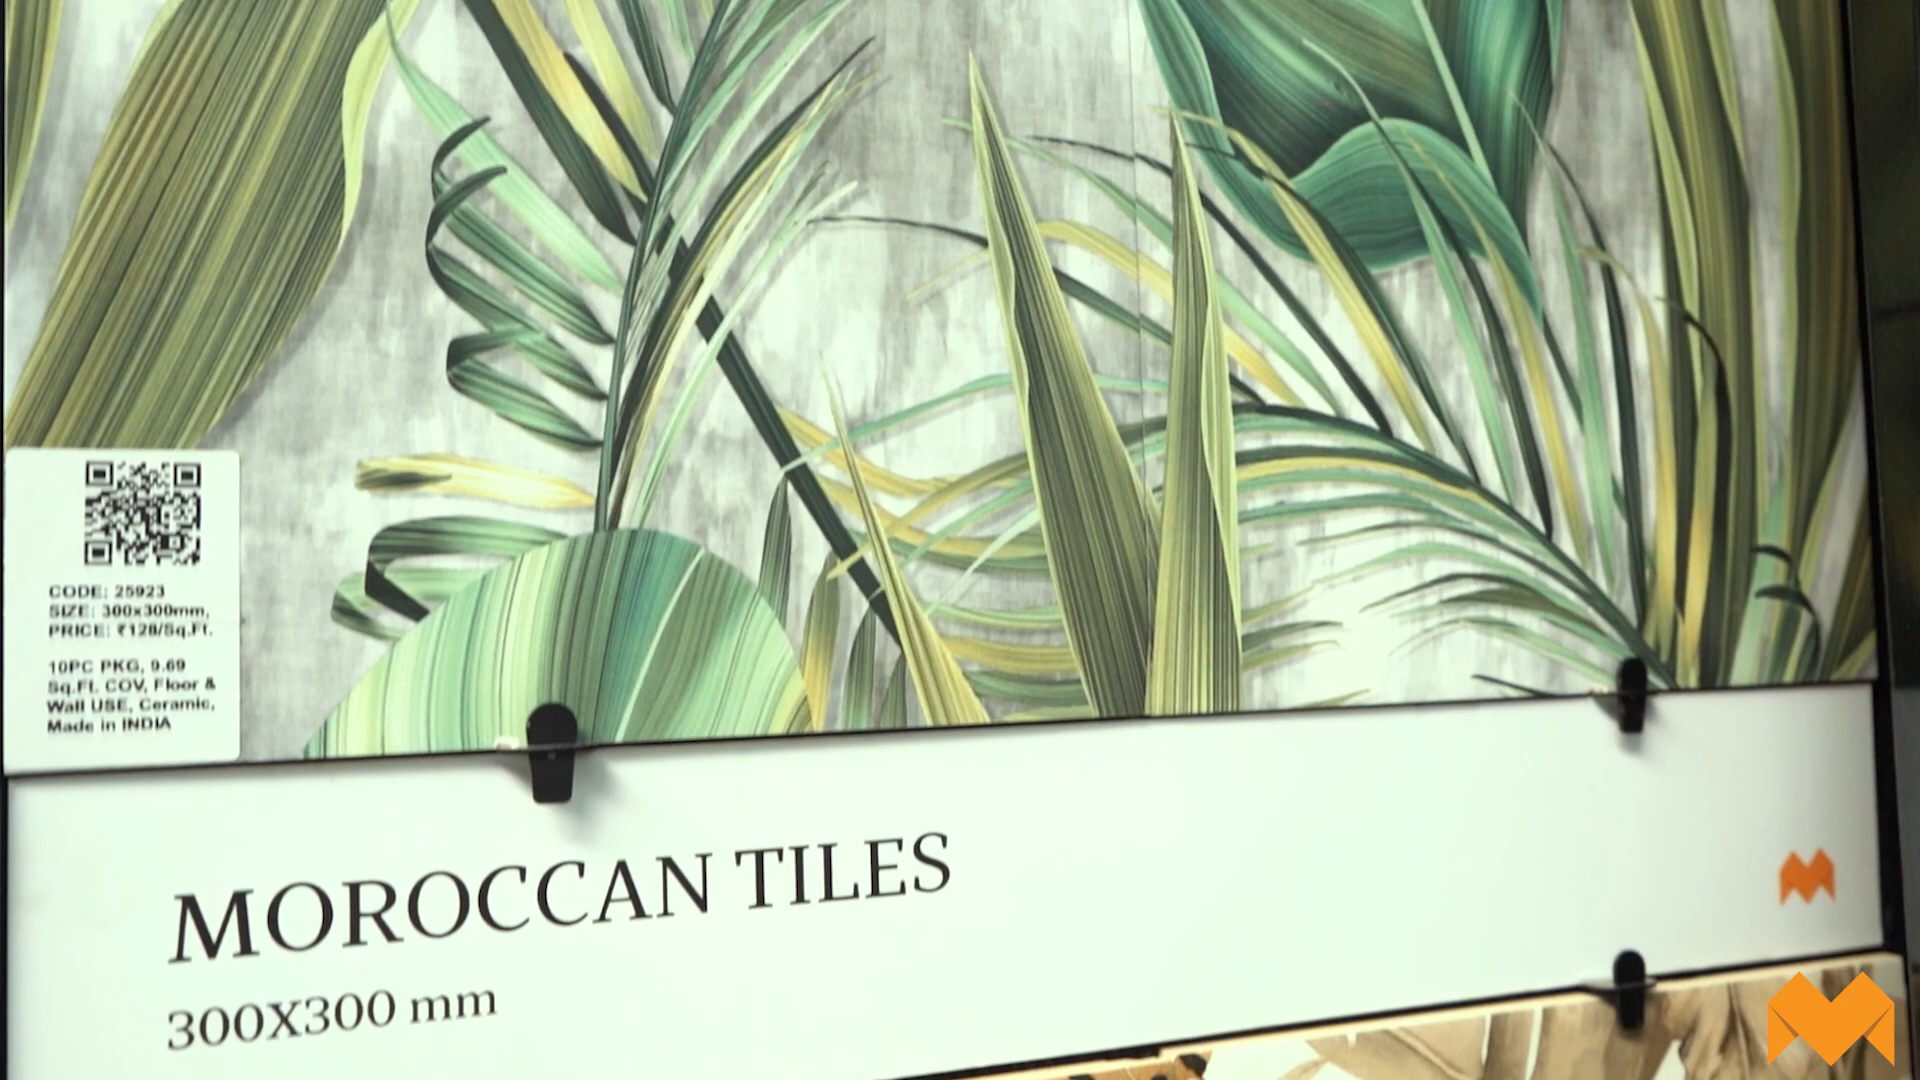 CODE: 25923
SIZE: 300x300mm,
PRICE: ₹128/Sq.Ft.
10PC PKG, 9.69
Sq.Ft. COV, Floor &
Wall USE, Ceramic,
Made in INDIA
MOROCCAN TILES
300X300 mm